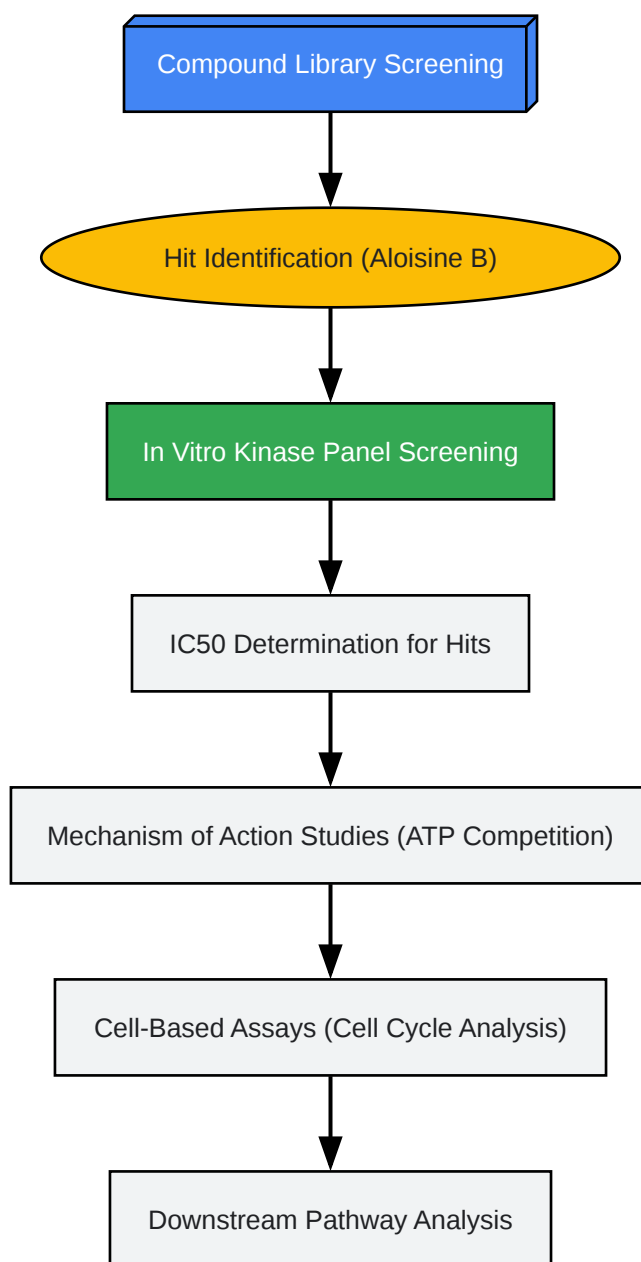 Compound Library Screening
Hit Identification (Aloisine B)
In Vitro Kinase Panel Screening
IC50 Determination for Hits
Mechanism of Action Studies (ATP Competition)
Cell-Based Assays (Cell Cycle Analysis)
Downstream Pathway Analysis